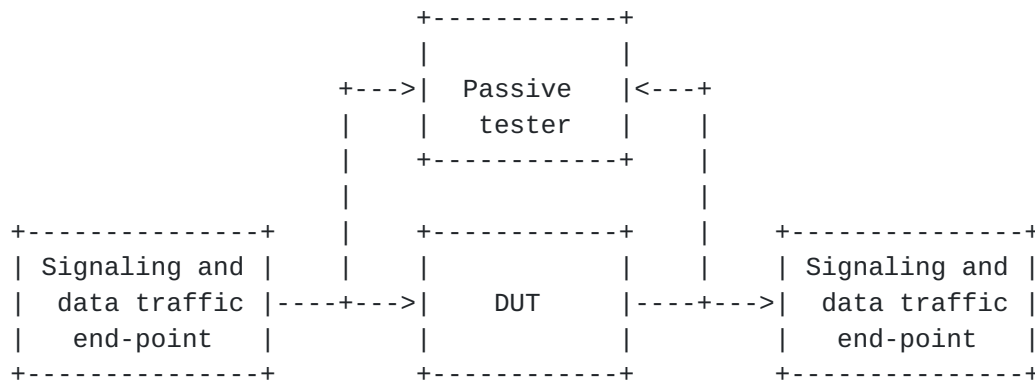 Passive
tester
Signaling and
data traffic
end-point
DUT
Signaling and
data traffic
end-point